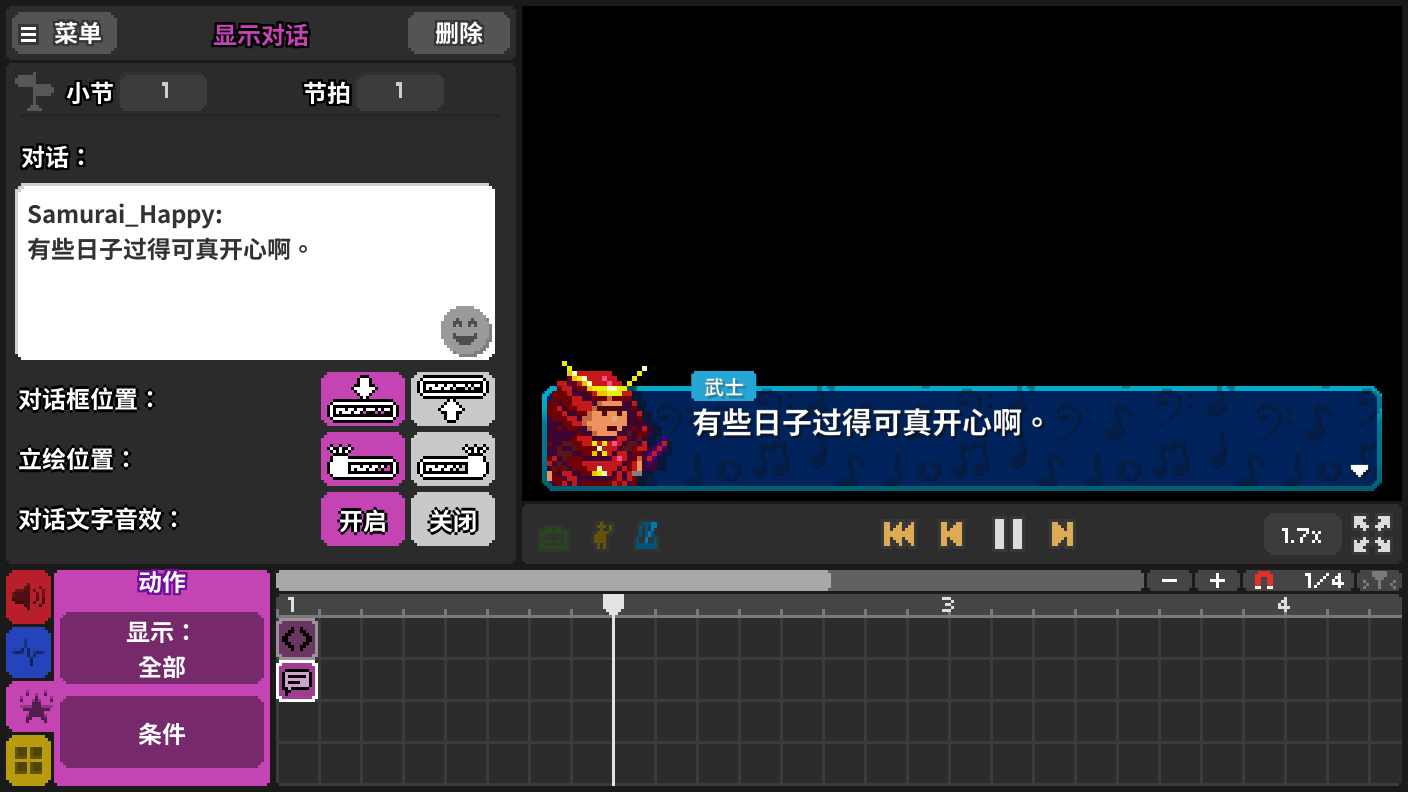 菜单
显示对话
删除
小节
1
节拍
1
对话：
Samurai_Happy:
有些日子过得可真开心啊。
对话框位置：
立绘位置：
对话文字音效：
开启
关闭
武士
有些日子过得可真开心啊。
1.7x
动作
显示：
全部
条件
1/4
1
3
4